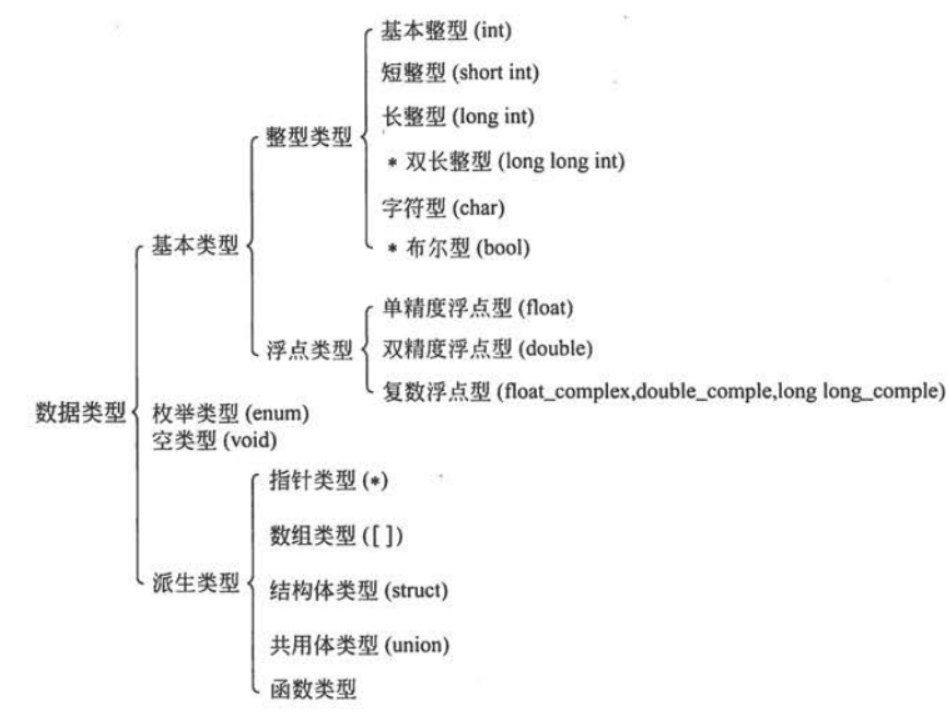 基本整型 (int)
短整型 (short int)
长整型 (long int)
整型类型
* 双长整型 (long long int)
字符型 (char)
基本类型
* 布尔型 (bool)
单精度浮点型 (float)
浮点类型
双精度浮点型 (double)
复数浮点型 (float_complex,double_comple,long long_comple)
数据类型
枚举类型 (enum)
空类型 (void)
指针类型 (*)
数组类型 ([ ])
派生类型
结构体类型 (struct)
共用体类型 (union)
函数类型